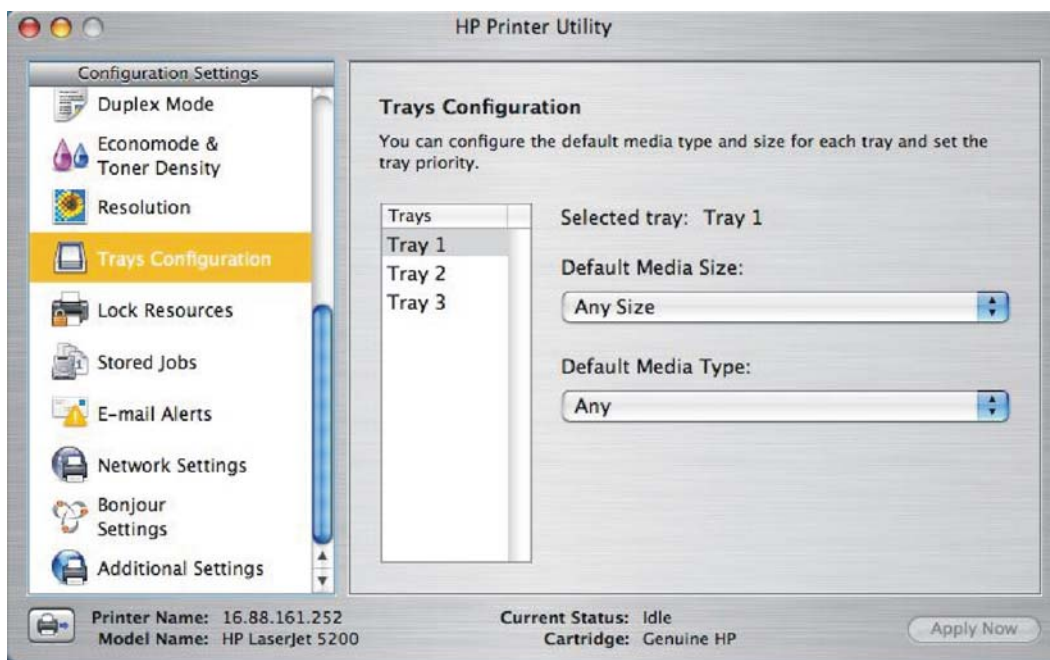 HP Printer Utility
Configuration Settings
Duplex Mode
Economode &
Toner Density
Resolution
Trays Configuration
Lock Resources
Stored Jobs
E-mail Alerts
Network Settings
Bonjour
Settings
Additional Settings
Trays Configuration
You can configure the default media type and size for each tray and set the
tray priority.
Trays
Tray 1
Tray 2
Tray 3
Selected tray: Tray 1
Default Media Size:
Any Size
Default Media Type:
Any
Printer Name: 16.88.161.252
Model Name: HP LaserJet 5200
Current Status: Idle
Cartridge: Genuine HP
Apply Now